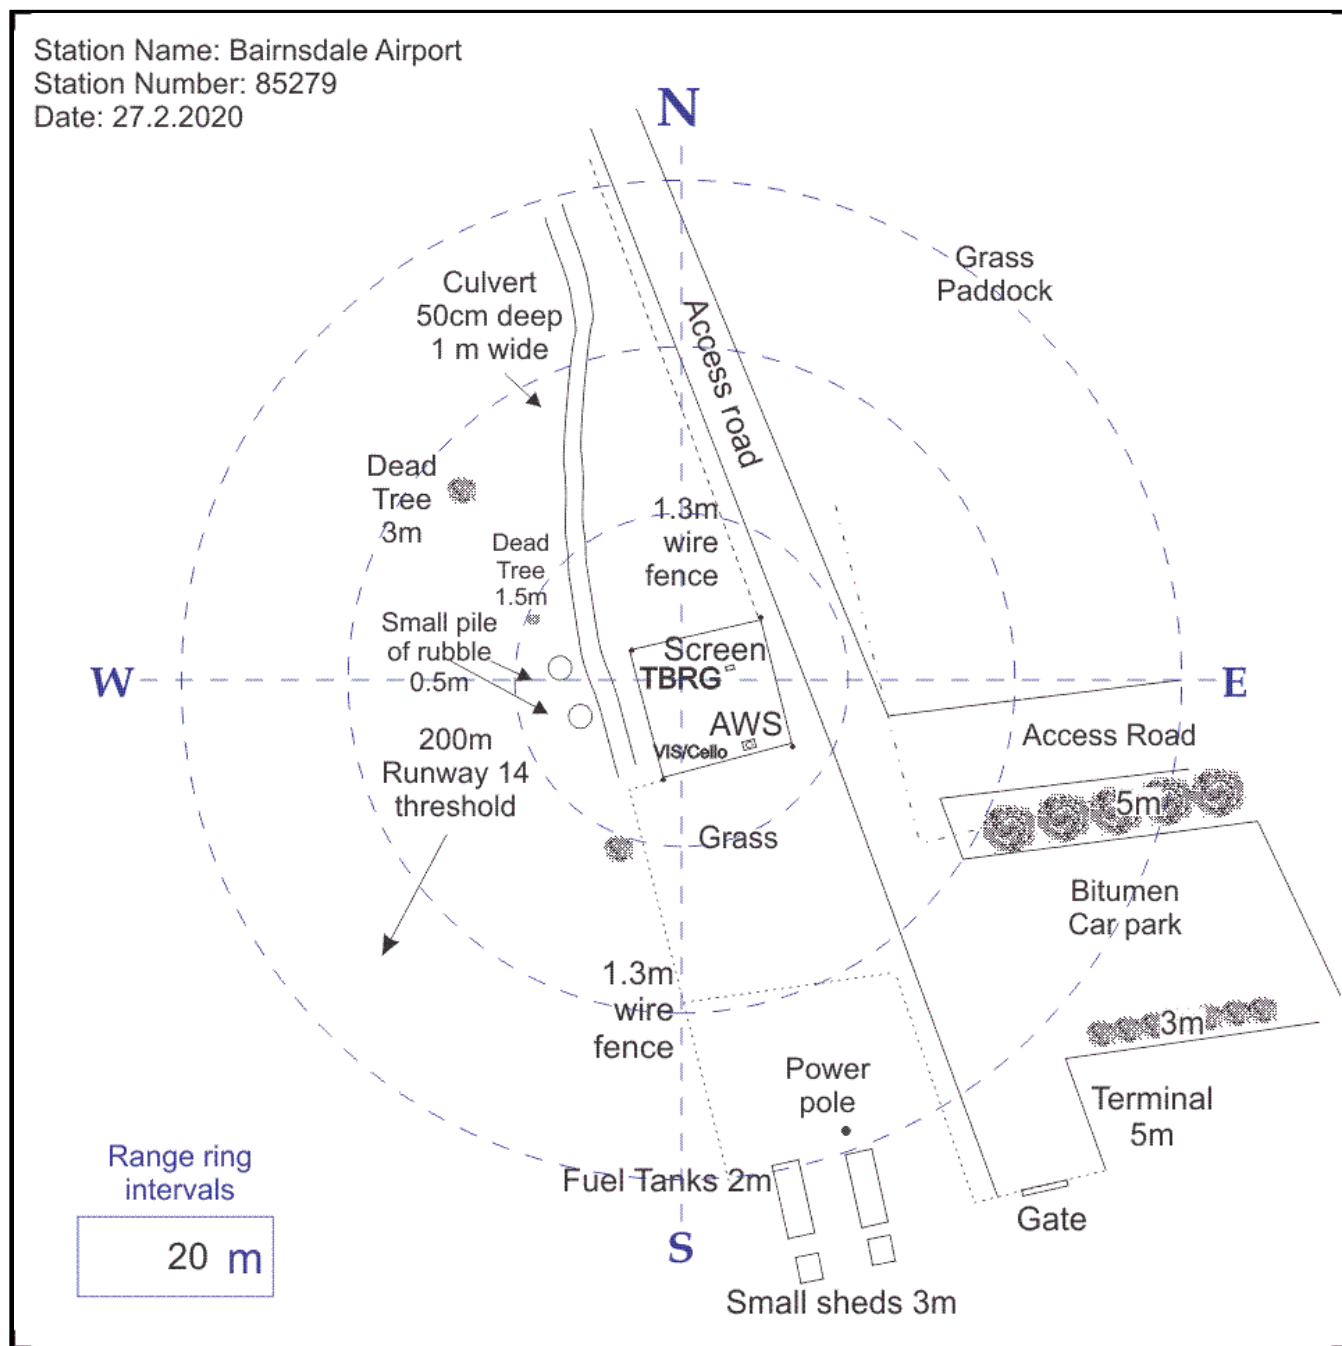 Station Name: Bairnsdale Airport
Station Number: 85279
Date: 27.2.2020
N
Grass
Paddock
Culvert
50cm deep
1 m wide
Access road
Dead
Tree
3m
1.3m
wire
fence
Dead
Tree
1.5m
Small pile
of rubble
0.5m
Screen
TBRG
W
E
AWS
VIS/Cello
200m
Runway 14
threshold
Access Road
5m
Grass
Bitumen
Car park
1.3m
wire
fence
3m
Power
pole
Terminal
5m
Range ring
intervals
20 m
Fuel Tanks 2m
Gate
S
Small sheds 3m